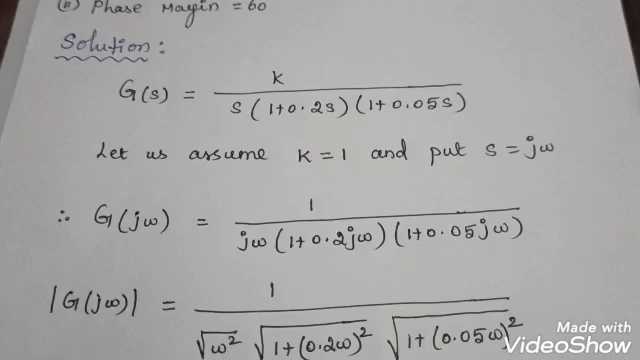 (ii) Phase Margin = 60
Solution :
G(s) = K / s(1+0.2s)(1+0.05s)
Let us assume K=1 and put s=jω
∴ G(jω) = 1 / jω(1+0.2jω)(1+0.05jω)
|G(jω)| = 1 / √ω² √1+(0.2ω)² √1+(0.05ω)²
Made with
VideoShow